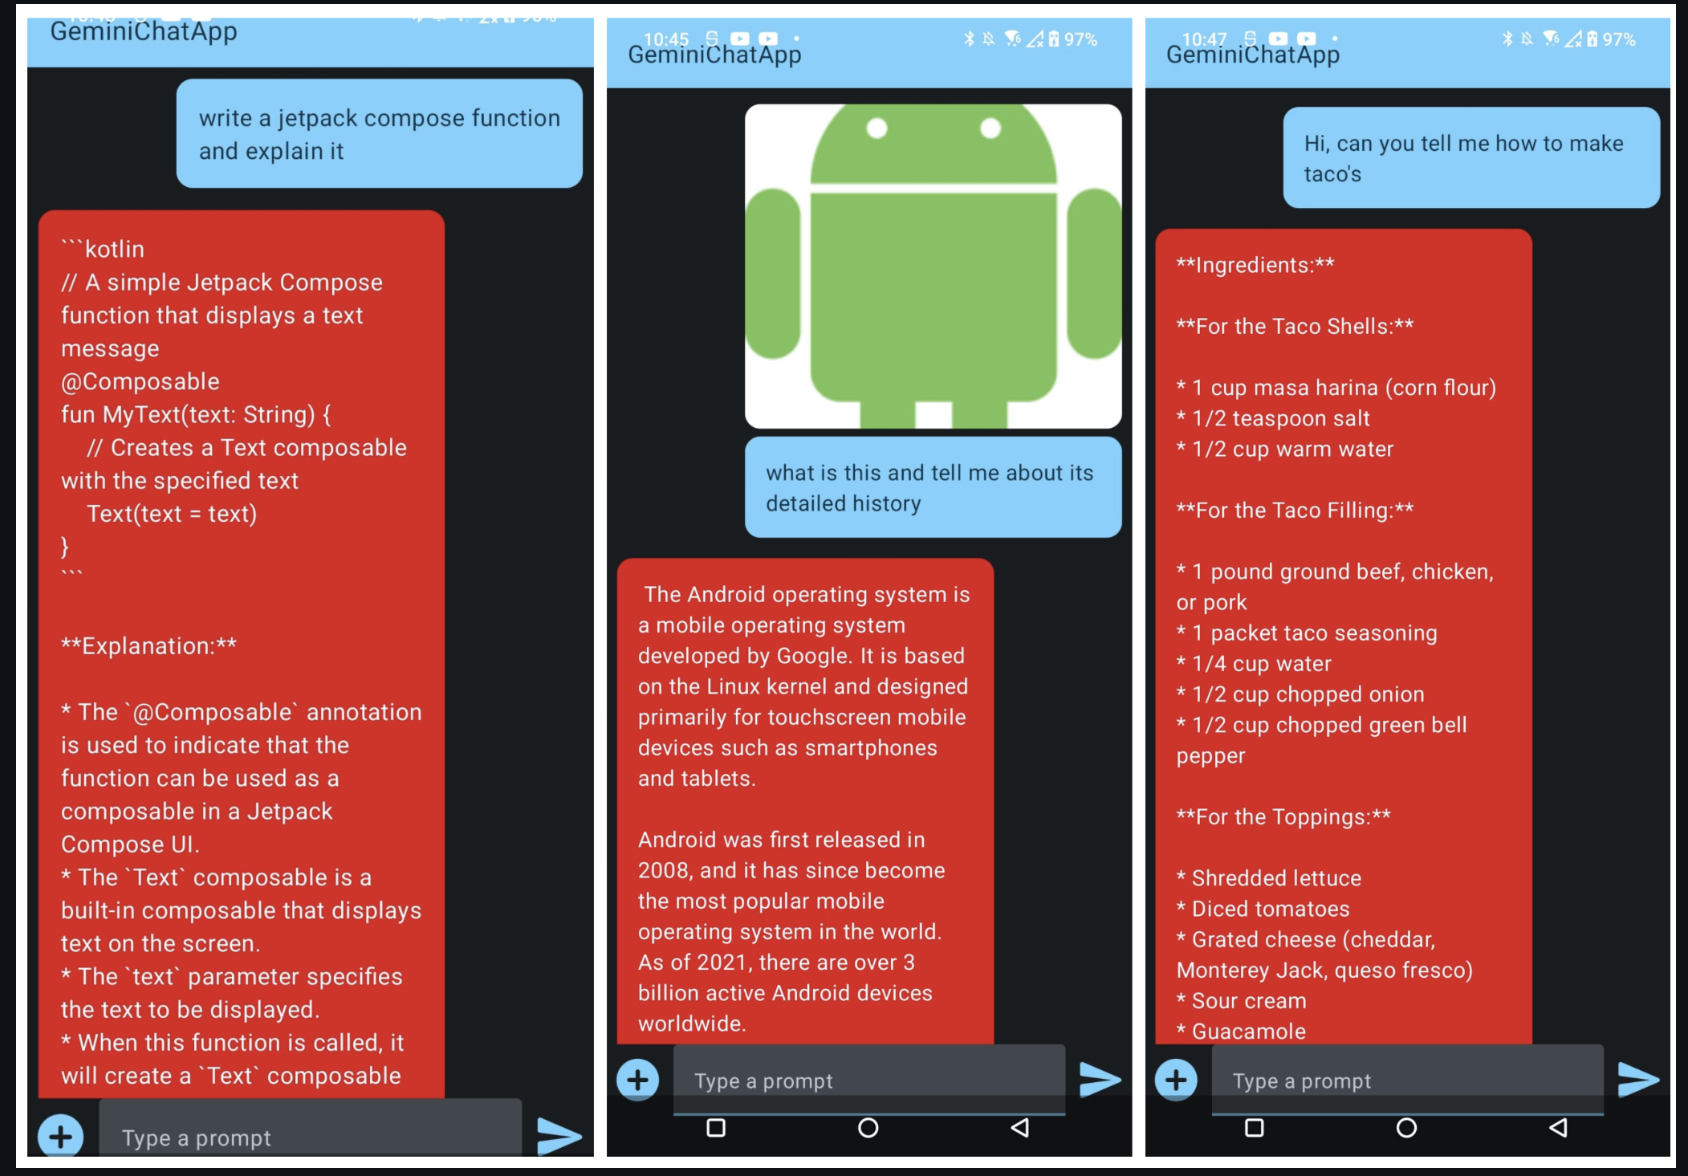 GeminiChatApp
write a jetpack compose function
and explain it
```kotlin
// A simple Jetpack Compose
function that displays a text
message
@Composable
fun MyText(text: String) {
// Creates a Text composable
with the specified text
Text(text = text)
}
```
**Explanation:**
* The `@Composable` annotation
is used to indicate that the
function can be used as a
composable in a Jetpack
Compose UI.
* The `Text` composable is a
built-in composable that displays
text on the screen.
* The `text` parameter specifies
the text to be displayed.
* When this function is called, it
will create a `Text` composable
Type a prompt
10:45 97%
GeminiChatApp
what is this and tell me about its
detailed history
The Android operating system is
a mobile operating system
developed by Google. It is based
on the Linux kernel and designed
primarily for touchscreen mobile
devices such as smartphones
and tablets.
Android was first released in
2008, and it has since become
the most popular mobile
operating system in the world.
As of 2021, there are over 3
billion active Android devices
worldwide.
Type a prompt
10:47 97%
GeminiChatApp
Hi, can you tell me how to make
taco's
**Ingredients:**
**For the Taco Shells:**
* 1 cup masa harina (corn flour)
* 1/2 teaspoon salt
* 1/2 cup warm water
**For the Taco Filling:**
* 1 pound ground beef, chicken,
or pork
* 1 packet taco seasoning
* 1/4 cup water
* 1/2 cup chopped onion
* 1/2 cup chopped green bell
pepper
**For the Toppings:**
* Shredded lettuce
* Diced tomatoes
* Grated cheese (cheddar,
Monterey Jack, queso fresco)
* Sour cream
* Guacamole
Type a prompt